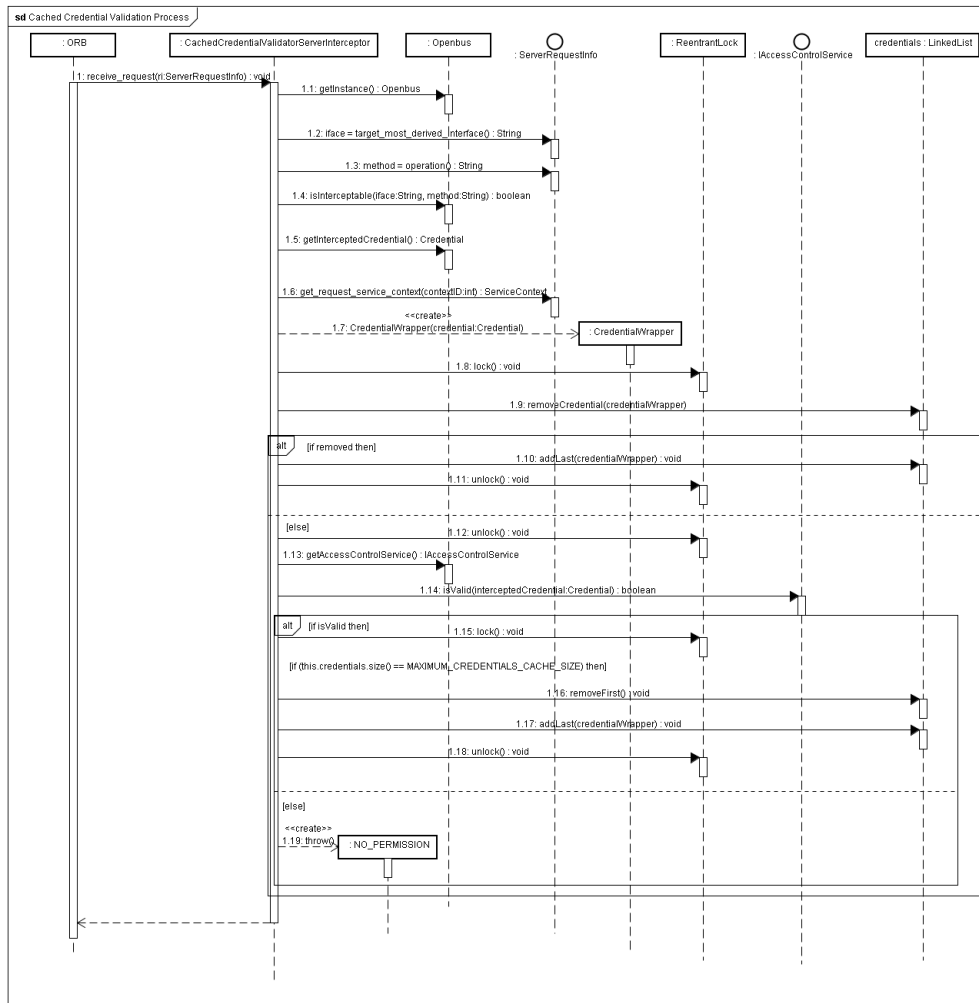 sd Cached Credential Validation Process
: ORB
: CachedCredentialValidatorServerInterceptor
: Openbus
: ServerRequestInfo
: ReentrantLock
: IAccessControlService
credentials : LinkedList
1: receive_request(ri:ServerRequestInfo) : void
1.1: getInstance() : Openbus
1.2: iface = target_most_derived_interface() : String
1.3: method = operation() : String
1.4: isInterceptable(iface:String, method:String) : boolean
1.5: getInterceptedCredential() : Credential
1.6: get_request_service_context(contextID:int) : ServiceContext
<<create>>
1.7: CredentialWrapper(credential:Credential)
: CredentialWrapper
1.8: lock() : void
1.9: removeCredential(credentialWrapper)
alt
[if removed then]
1.10: addLast(credentialWrapper) : void
1.11: unlock() : void
[else]
1.12: unlock() : void
1.13: getAccessControlService() : IAccessControlService
1.14: isValid(interceptedCredential:Credential) : boolean
alt
[if isValid then]
1.15: lock() : void
[if (this.credentials.size() == MAXIMUM_CREDENTIALS_CACHE_SIZE) then]
1.16: removeFirst() : void
1.17: addLast(credentialWrapper) : void
1.18: unlock() : void
[else]
<<create>>
1.19: throw()
: NO_PERMISSION